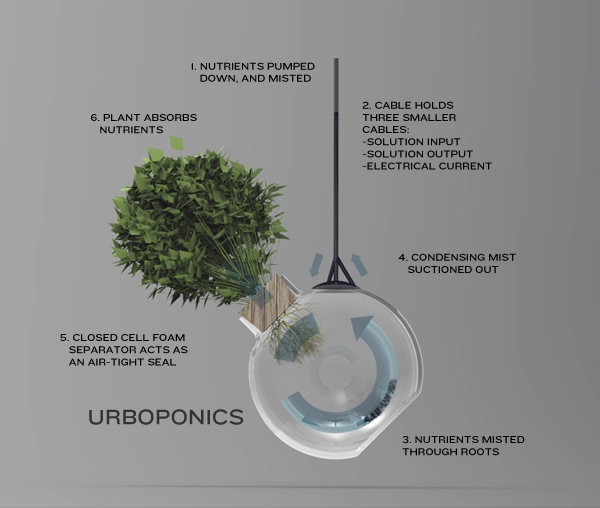 1. NUTRIENTS PUMPED
DOWN, AND MISTED
2. CABLE HOLDS
THREE SMALLER
CABLES:
-SOLUTION INPUT
-SOLUTION OUTPUT
-ELECTRICAL CURRENT
3. NUTRIENTS MISTED
THROUGH ROOTS
4. CONDENSING MIST
SUCTIONED OUT
5. CLOSED CELL FOAM
SEPARATOR ACTS AS
AN AIR-TIGHT SEAL
6. PLANT ABSORBS
NUTRIENTS
URBOPONICS